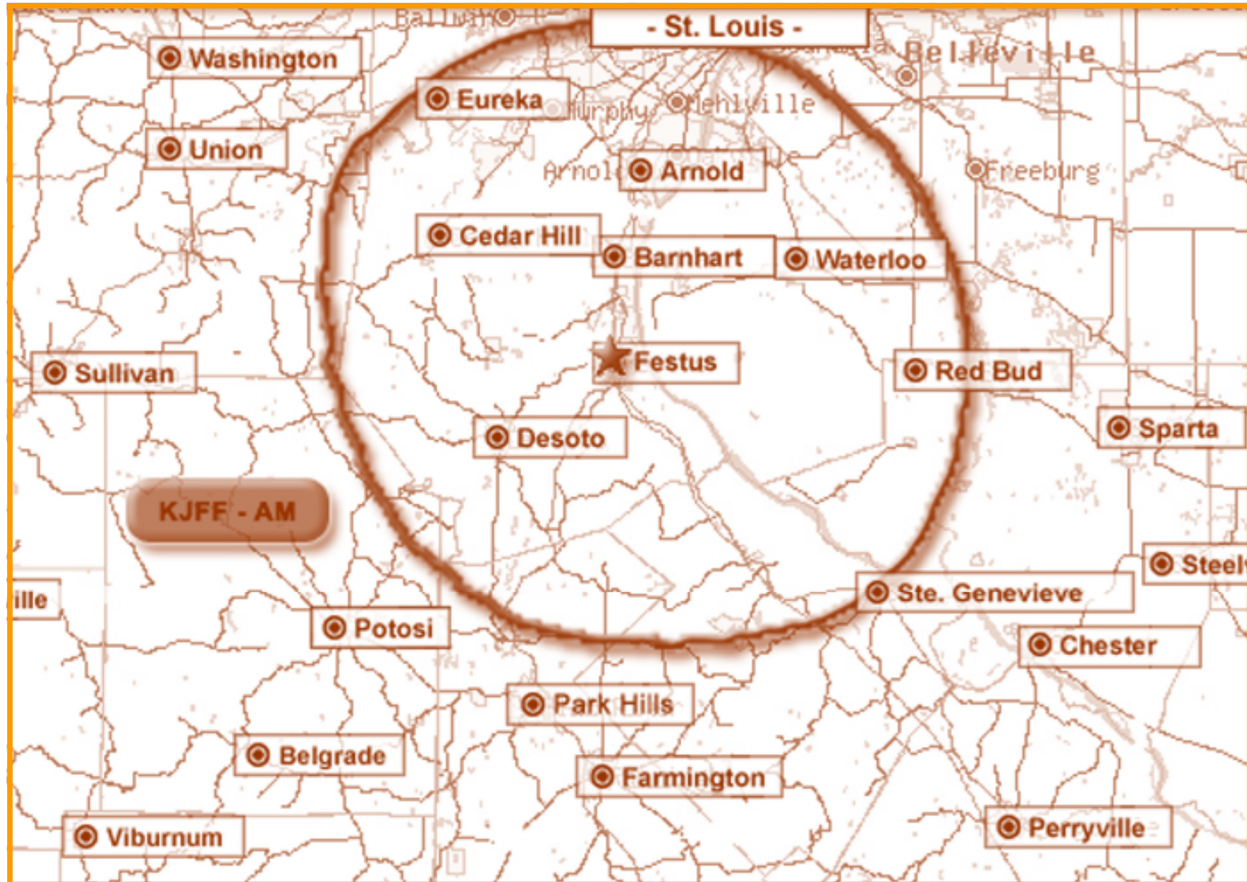 Ballwin
- St. Louis -
Belleville
Washington
Eureka
Murphy
Mehlville
Union
Arnold
Arnold
Freeburg
Cedar Hill
Barnhart
Waterloo
Festus
Sullivan
Red Bud
Desoto
Sparta
KJFF - AM
Steelv
ille
Ste. Genevieve
Potosi
Chester
Park Hills
Belgrade
Farmington
Viburnum
Perryville